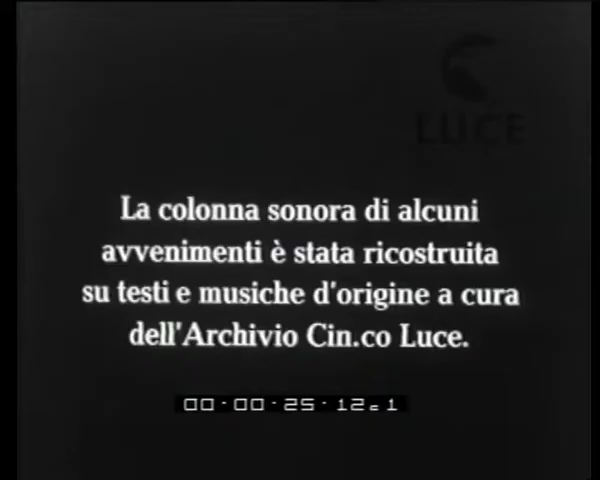 LUCE
La colonna sonora di alcuni
avvenimenti è stata ricostruita
su testi e musiche d'origine a cura
dell'Archivio Cin.co Luce.
00·00·25·12.1